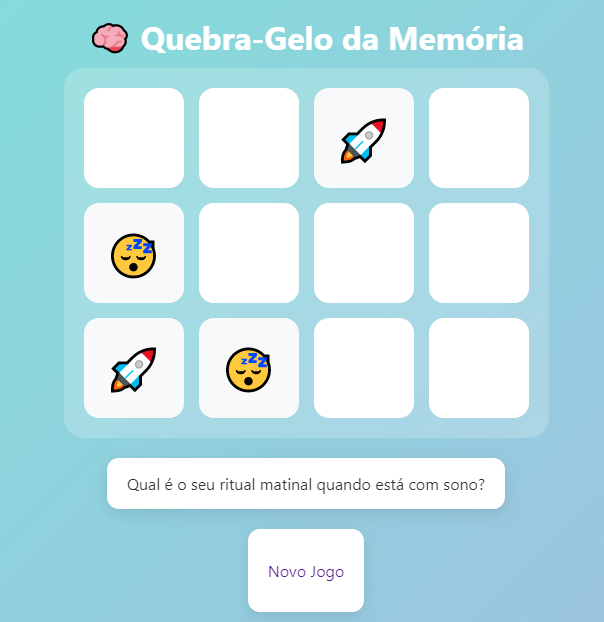 Quebra-Gelo da Memória
Qual é o seu ritual matinal quando está com sono?
Novo Jogo